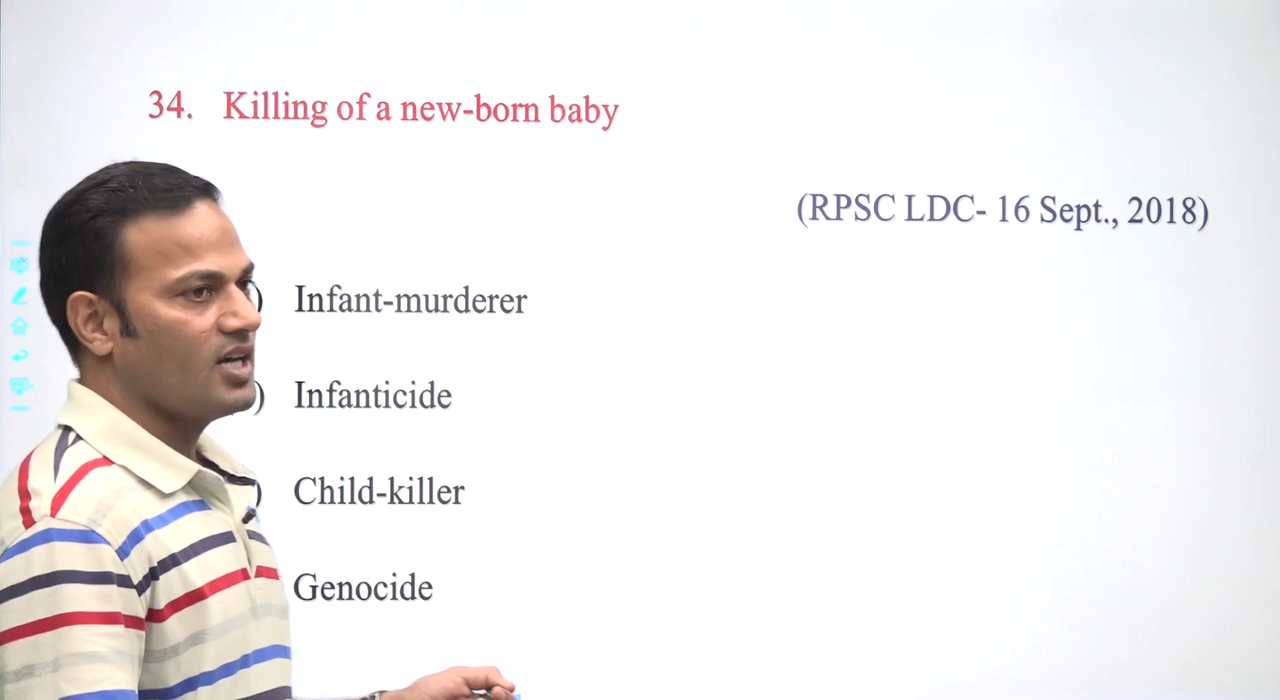 34. Killing of a new-born baby
(RPSC LDC- 16 Sept., 2018)
) Infant-murderer
) Infanticide
) Child-killer
Genocide